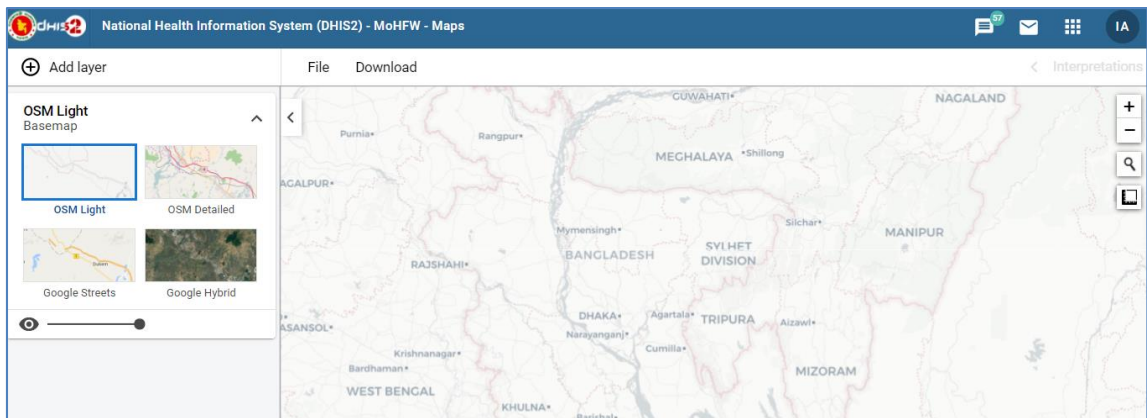 DHIS2
National Health Information System (DHIS2) - MoHFW - Maps
57
IA
Add layer
File
Download
Interpretations
OSM Light
Basemap
OSM Light
OSM Detailed
Google Streets
Google Hybrid
GUWAHATI
NAGALAND
Purnia
Rangpur
MEGHALAYA
Shillong
AGALPUR
Mymensingh
Silchar
MANIPUR
BANGLADESH
SYLHET
DIVISION
RAJSHAHI
DHAKA
Agartala
TRIPURA
Aizawl
ASANSOL
Narayanganj
Cumilla
Krishnanagar
Bardhaman
MIZORAM
WEST BENGAL
KHULNA
Barishal